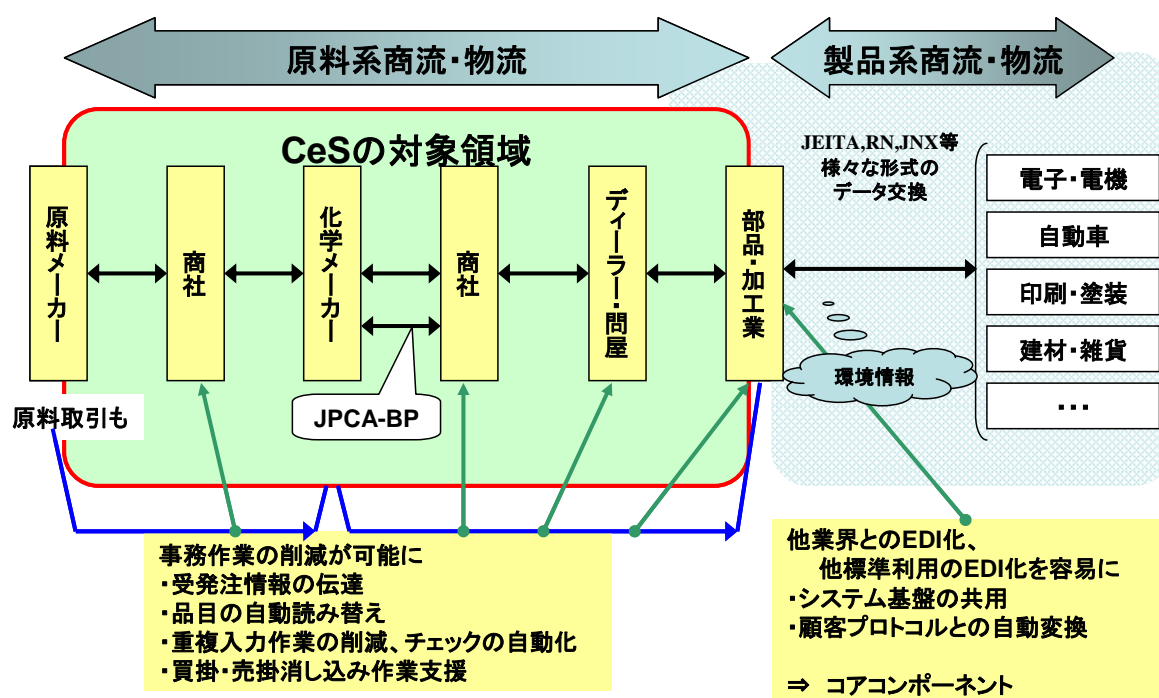 原料系商流・物流
製品系商流・物流
CeSの対象領域
JEITA,RN,JNX等
様々な形式の
データ交換
原料メーカー
商社
化学メーカー
商社
ディーラー・問屋
部品・加工業
電子・電機
自動車
印刷・塗装
建材・雑貨
・・・
環境情報
JPCA-BP
原料取引も
事務作業の削減が可能に
・受発注情報の伝達
・品目の自動読み替え
・重複入力作業の削減、チェックの自動化
・買掛・売掛消し込み作業支援
他業界とのEDI化、
他標準利用のEDI化を容易に
・システム基盤の共用
・顧客プロトコルとの自動変換
⇒ コアコンポーネント